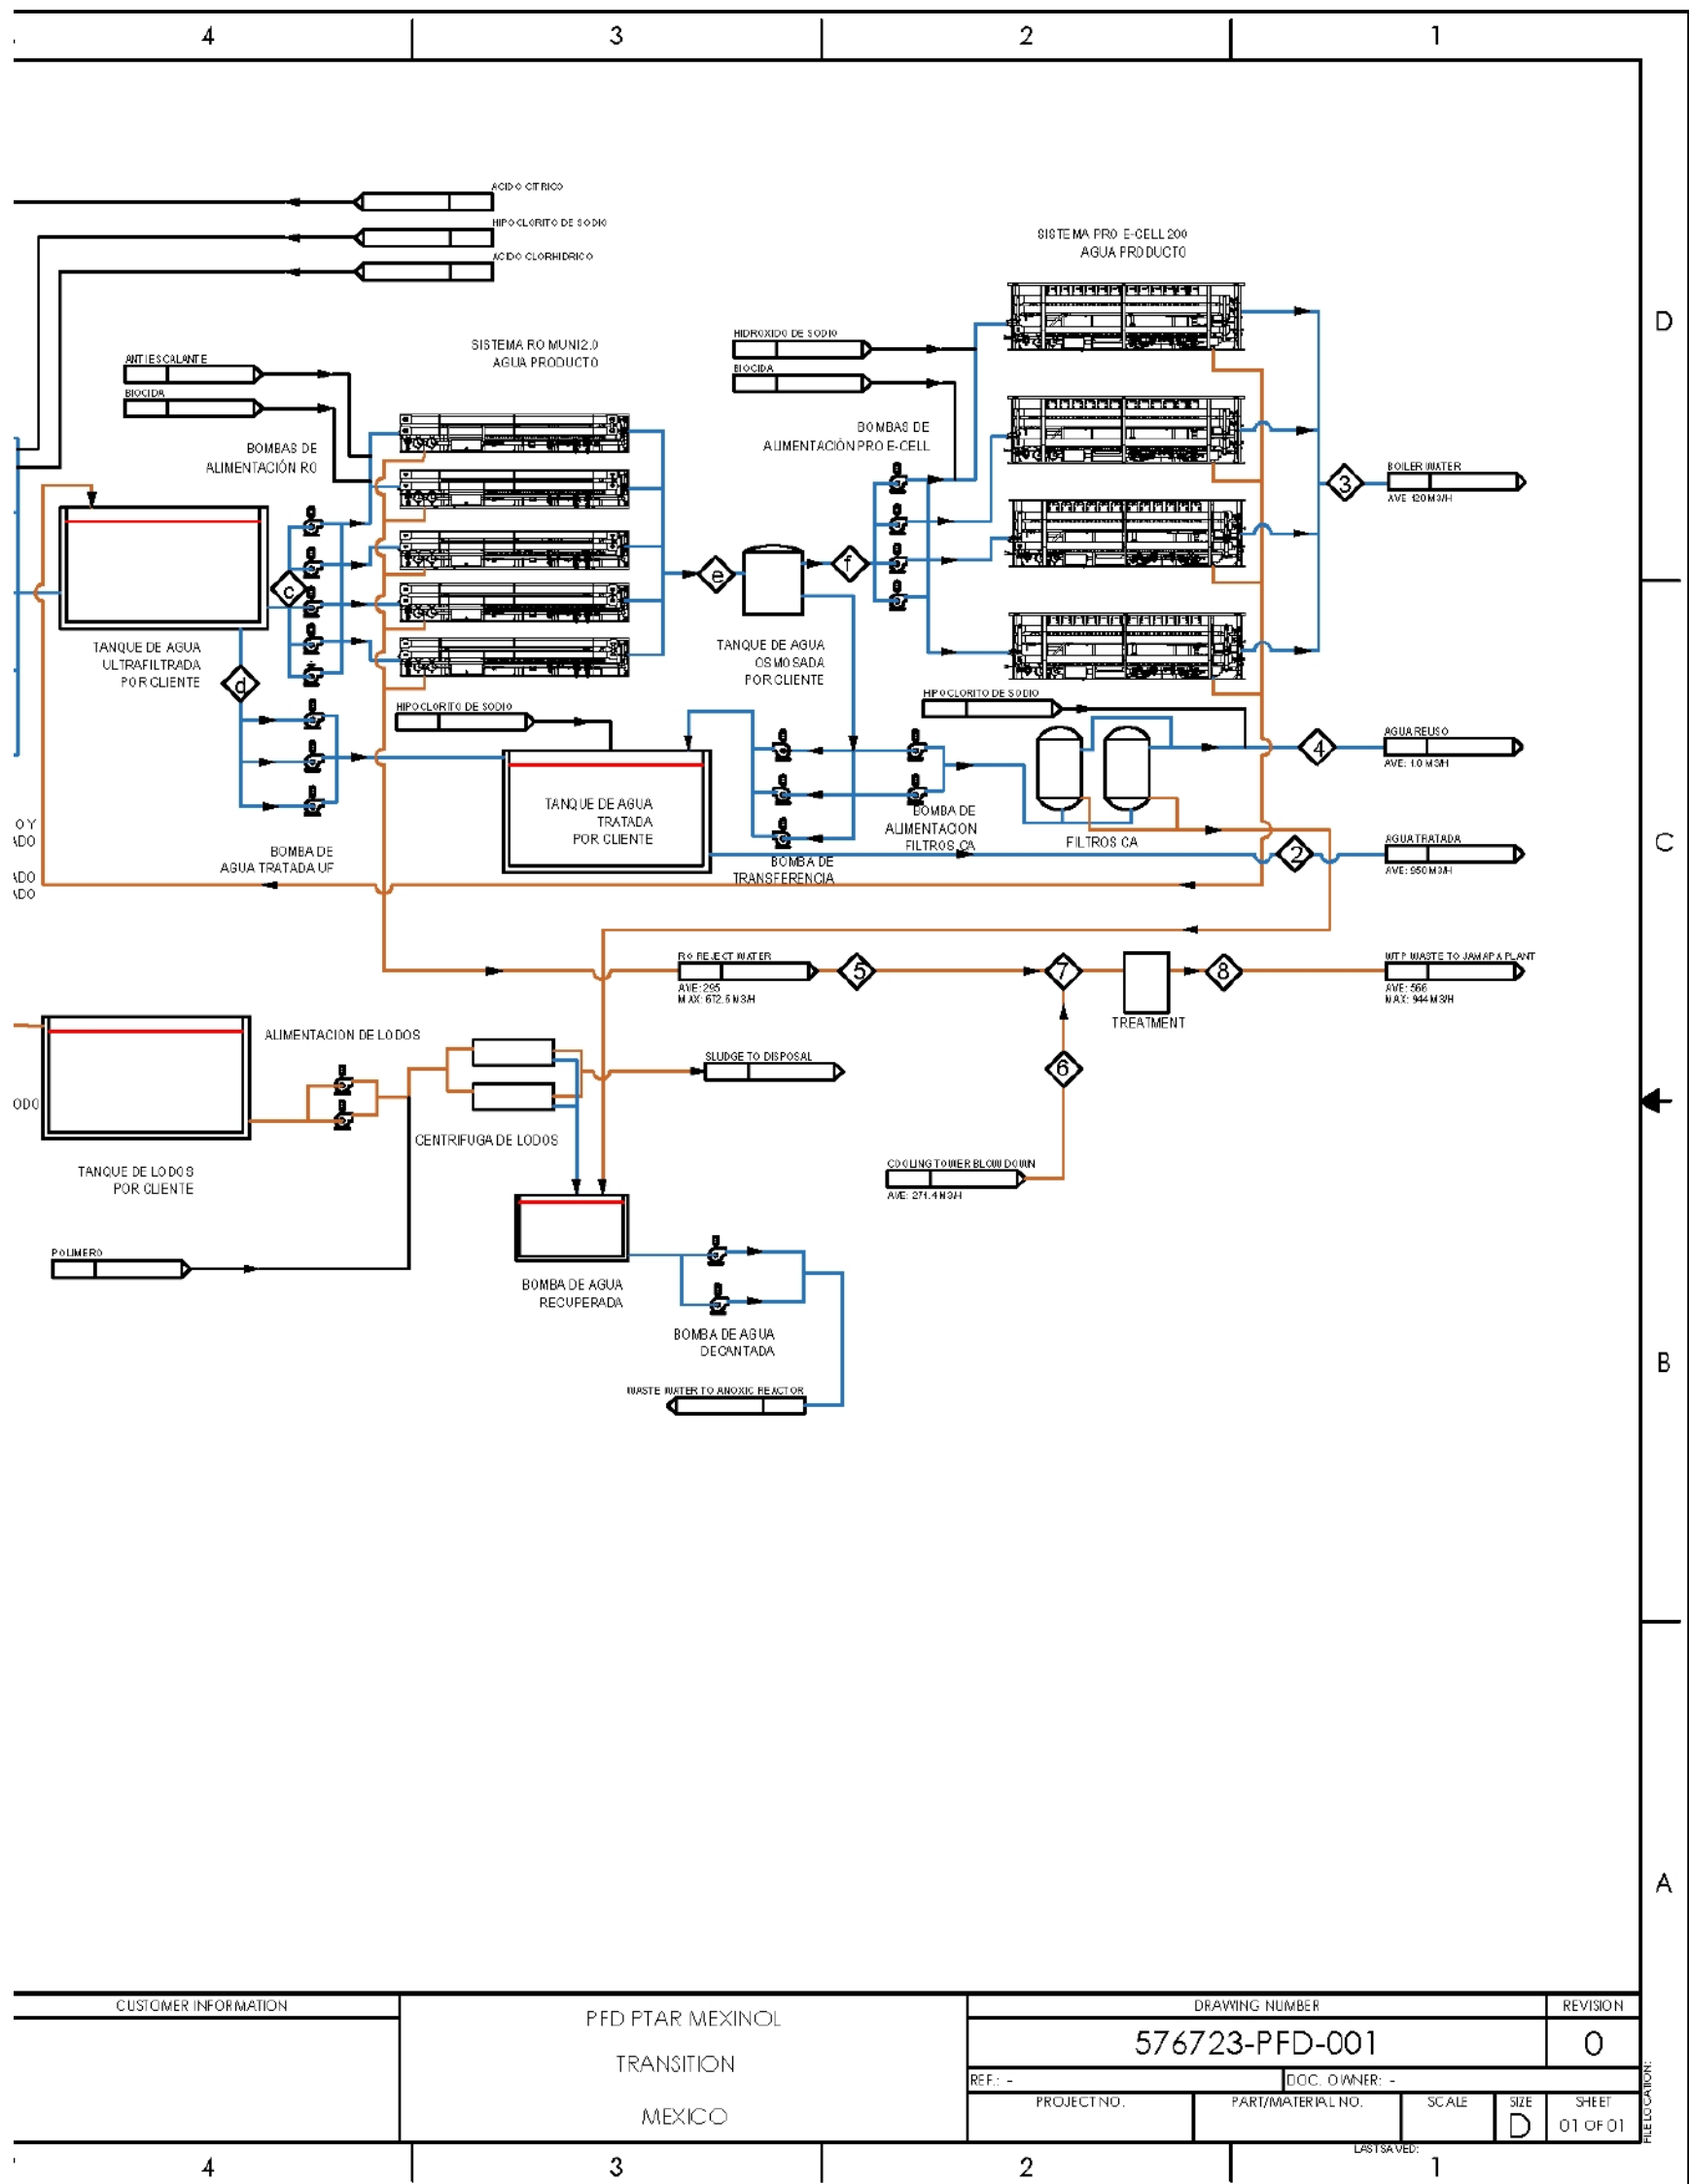 4
3
2
1
ACIDO CITRICO
HIPOCLORITO DE SODIO
ACIDO CLORHIDRICO
SISTEMA PRO E-CELL 200
AGUA PRODUCTO
D
HIDROXIDO DE SODIO
BIOCIDA
SISTEMA RO MUNI2.0
AGUA PRODUCTO
ANTIESCALANTE
BIOCIDA
BOMBAS DE
ALIMENTACIÓN RO
BOMBAS DE
ALIMENTACIÓN PRO E-CELL
3
BOILER WATER
AVE 120 M3/H
c
e
f
TANQUE DE AGUA
ULTRAFILTRADA
POR CLIENTE
d
TANQUE DE AGUA
OSMOSADA
POR CLIENTE
HIPOCLORITO DE SODIO
HIPOCLORITO DE SODIO
4
AGUA REUSO
AVE: 1.0 M3/H
TANQUE DE AGUA
TRATADA
POR CLIENTE
BOMBA DE
ALIMENTACION
FILTROS CA
FILTROS CA
C
O Y
ADO
ADO
ADO
BOMBA DE
AGUA TRATADA UF
BOMBA DE
TRANSFERENCIA
2
AGUA TRATADA
AVE: 950 M3/H
RO REJECT WATER
AVE: 295
MAX: 672.5 M3/H
5
7
8
TREATMENT
WTP WASTE TO JAMAPA PLANT
AVE: 566
MAX: 944 M3/H
ALIMENTACION DE LODOS
SLUDGE TO DISPOSAL
6
ODO
CENTRIFUGA DE LODOS
TANQUE DE LODOS
POR CLIENTE
COOLING TOWER BLOW DOWN
AVE: 271.4 M3/H
POLIMERO
BOMBA DE AGUA
RECUPERADA
BOMBA DE AGUA
DECANTADA
B
WASTE WATER TO ANOXIC REACTOR
A
CUSTOMER INFORMATION
PFD PTAR MEXINOL
TRANSITION
MEXICO
DRAWING NUMBER
REVISION
576723-PFD-001
0
REF.: -
DOC. OWNER: -
PROJECT NO.
PART/MATERIAL NO.
SCALE
SIZE
D
SHEET
01 OF 01
FILE LOCATION:
LAST SAVED:
4
3
2
1